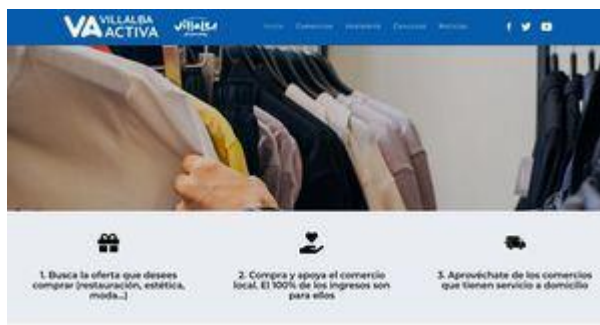 VA VILLALBA
ACTIVA
Villalba
Inicio Comercios Hostelería Concurso Noticias
1. Busca la oferta que desees
comprar (restauración, estética,
moda...)
2. Compra y apoya el comercio
local. El 100% de los ingresos son
para ellos
3. Aprovéchate de los comercios
que tienen servicio a domicilio